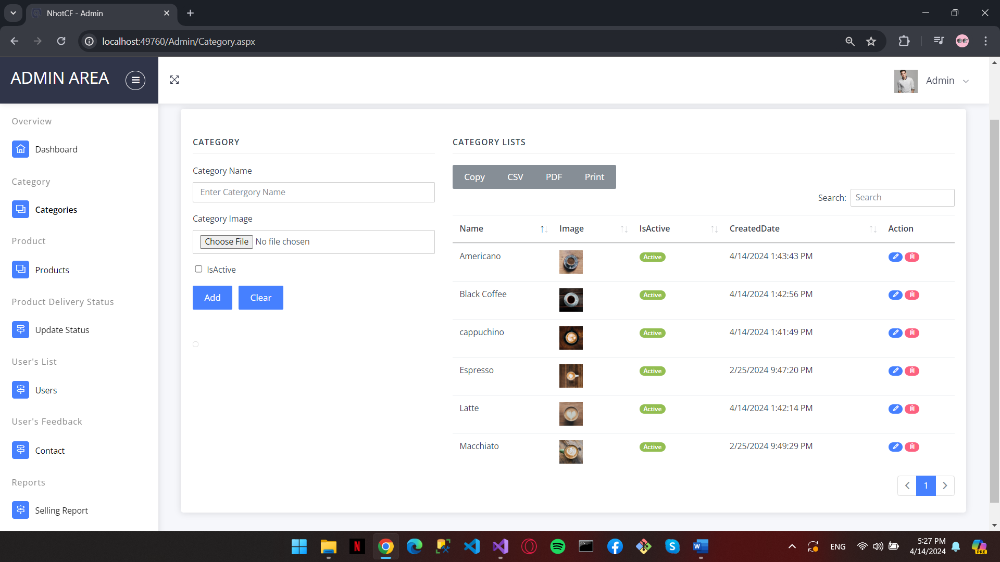 NhotCF - Admin
localhost:49760/Admin/Category.aspx
ADMIN AREA
Admin
Overview
Dashboard
Category
Categories
Product
Products
Product Delivery Status
Update Status
User's List
Users
User's Feedback
Contact
Reports
Selling Report
CATEGORY
Category Name
Enter Catergory Name
Category Image
Choose File No file chosen
IsActive
Add Clear
CATEGORY LISTS
Copy CSV PDF Print
Search: Search
Name Image IsActive CreatedDate Action
Americano Active 4/14/2024 1:43:43 PM
Black Coffee Active 4/14/2024 1:42:56 PM
cappuchino Active 4/14/2024 1:41:49 PM
Espresso Active 2/25/2024 9:47:20 PM
Latte Active 4/14/2024 1:42:14 PM
Macchiato Active 2/25/2024 9:49:29 PM
1
ENG
5:27 PM
4/14/2024
PRE